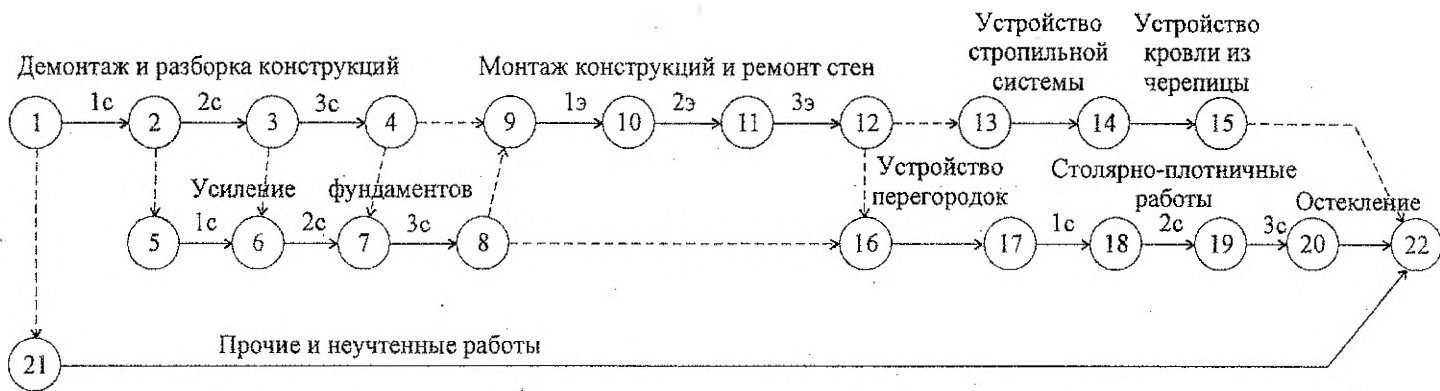 Устройство
стропильной
системы
Устройство
кровли из
черепицы
Демонтаж и разборка конструкций
Монтаж конструкций и ремонт стен
1с 2с 3с 1э 2э 3э
1 2 3 4 9 10 11 12 13 14 15
Усиление фундаментов
Устройство
перегородок
Столярно-плотничные
работы
Остекление
1с 2с 3с 1с 2с 3с
5 6 7 8 16 17 18 19 20 22
Прочие и неучтенные работы
21